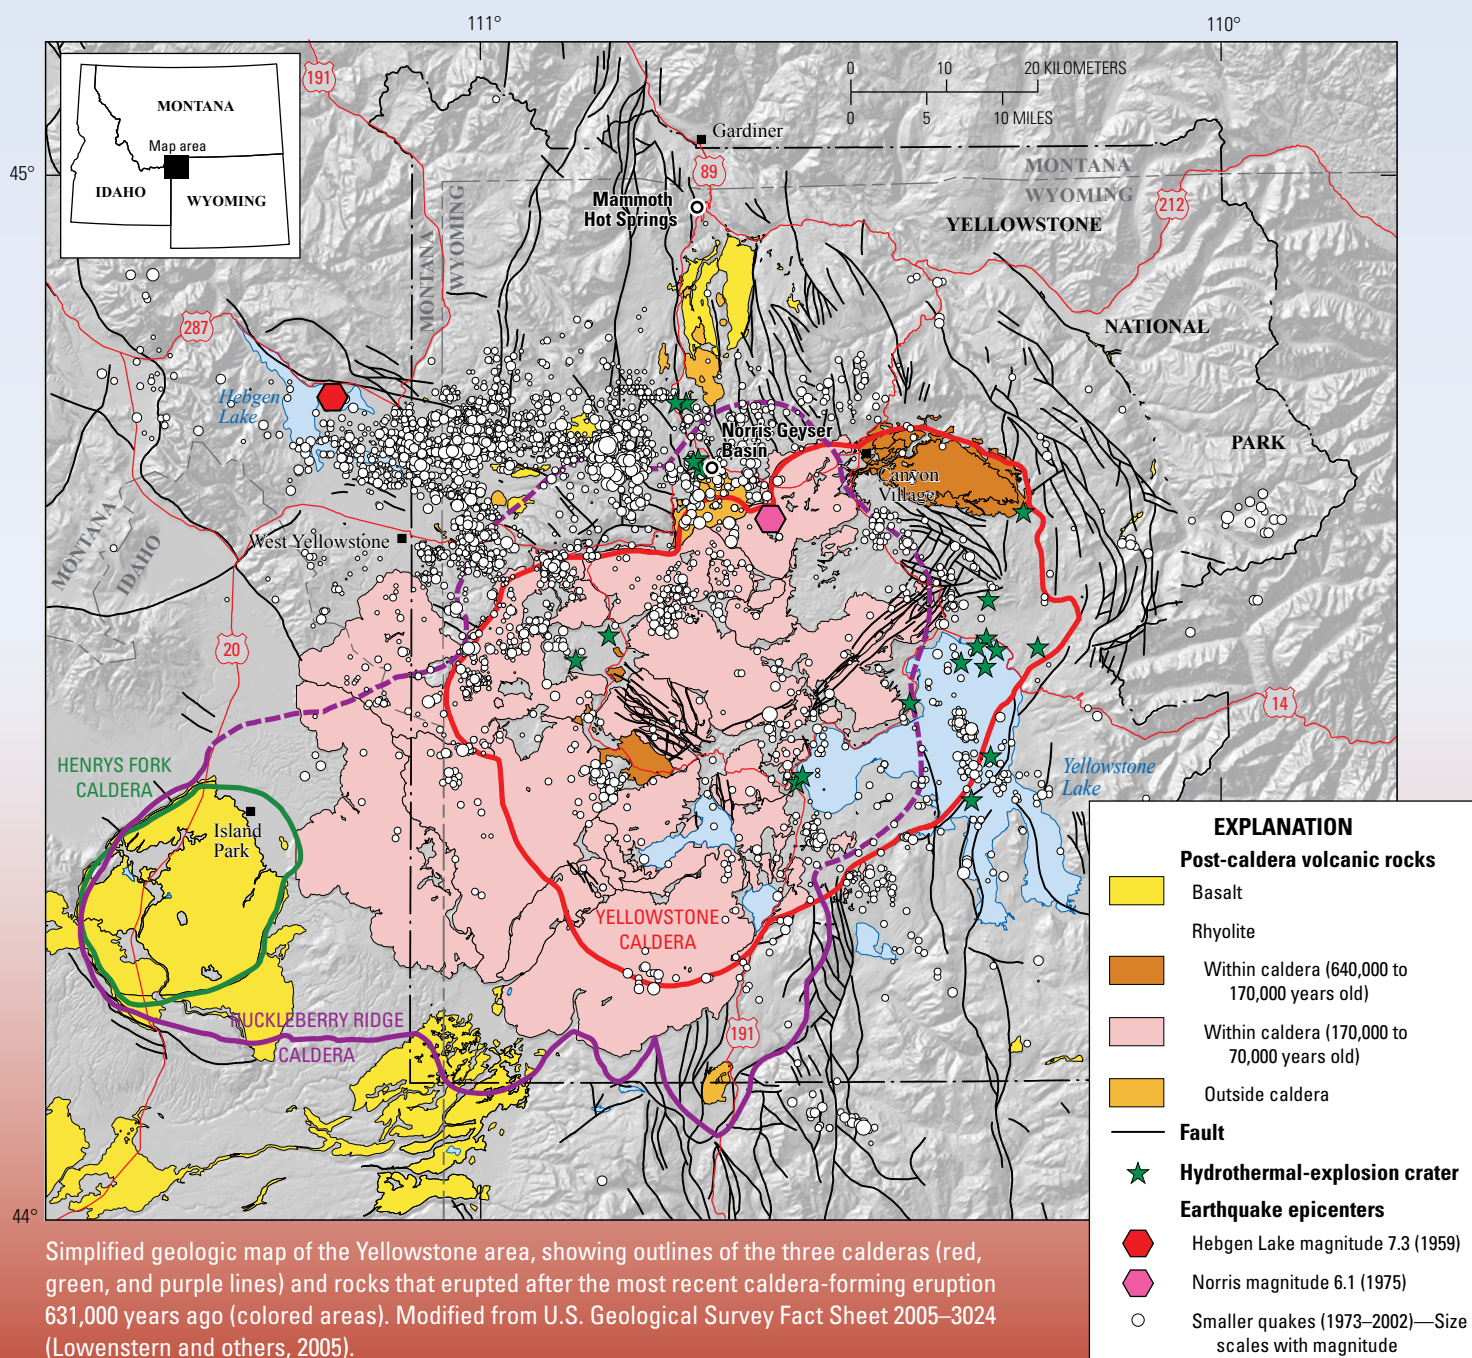 111°
110°
45°
44°
MONTANA
Map area
IDAHO
WYOMING
191
0 10 20 KILOMETERS
0 5 10 MILES
Gardiner
89
MONTANA
WYOMING
212
Mammoth
Hot Springs
YELLOWSTONE
MONTANA
WYOMING
287
NATIONAL
Hebgen
Lake
Norris Geyser
Basin
PARK
Canyon
Village
West Yellowstone
MONTANA
IDAHO
20
14
HENRYS FORK
CALDERA
Yellowstone
Lake
Island
Park
YELLOWSTONE
CALDERA
HUCKLEBERRY RIDGE
CALDERA
191
EXPLANATION
Post-caldera volcanic rocks
Basalt
Rhyolite
Within caldera (640,000 to
170,000 years old)
Within caldera (170,000 to
70,000 years old)
Outside caldera
Fault
Hydrothermal-explosion crater
Earthquake epicenters
Hebgen Lake magnitude 7.3 (1959)
Norris magnitude 6.1 (1975)
Smaller quakes (1973–2002)—Size
scales with magnitude
Simplified geologic map of the Yellowstone area, showing outlines of the three calderas (red,
green, and purple lines) and rocks that erupted after the most recent caldera-forming eruption
631,000 years ago (colored areas). Modified from U.S. Geological Survey Fact Sheet 2005–3024
(Lowenstern and others, 2005).